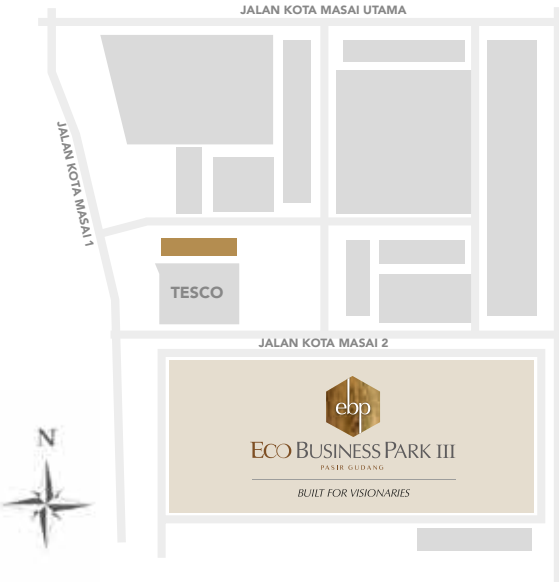 JALAN KOTA MASAI UTAMA
JALAN KOTA MASAI 1
TESCO
JALAN KOTA MASAI 2
ebp
ECO BUSINESS PARK III
PASIR GUDANG
BUILT FOR VISIONARIES
N